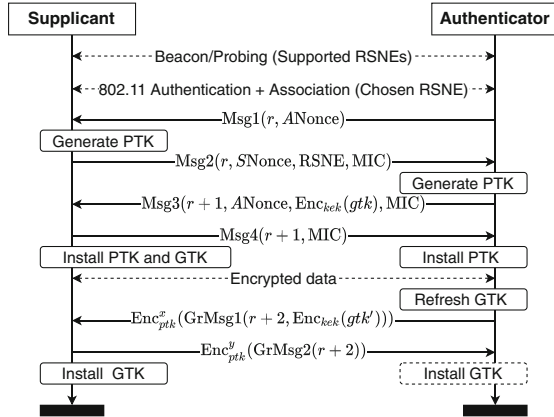 Supplicant Authenticator
Beacon/Probing (Supported RSNEs)
802.11 Authentication + Association (Chosen RSNE)
Msg1(r, ANonce)
Generate PTK
Msg2(r, SNonce, RSNE, MIC)
Generate PTK
Msg3(r + 1, ANonce, Enc_kek(gtk), MIC)
Msg4(r + 1, MIC)
Install PTK and GTK Install PTK
Encrypted data
Refresh GTK
Enc^x_ptk(GrMsg1(r + 2, Enc_kek(gtk′)))
Enc^y_ptk(GrMsg2(r + 2))
Install GTK Install GTK